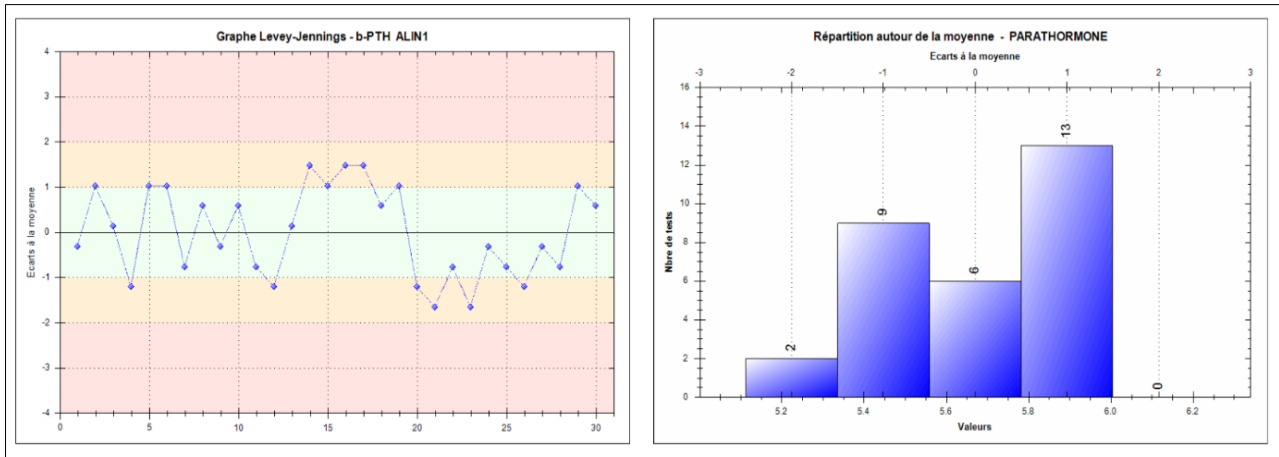 Graphe Levey-Jennings - b-PTH ALIN1
Ecarts à la moyenne
4
3
2
1
0
-1
-2
-3
-4
0 5 10 15 20 25 30
Répartition autour de la moyenne - PARATHORMONE
Ecarts à la moyenne
-3 -2 -1 0 1 2 3
Nbre de tests
16
14
12
10
8
6
4
2
0
2 9 6 13 0
5.2 5.4 5.6 5.8 6.0 6.2
Valeurs